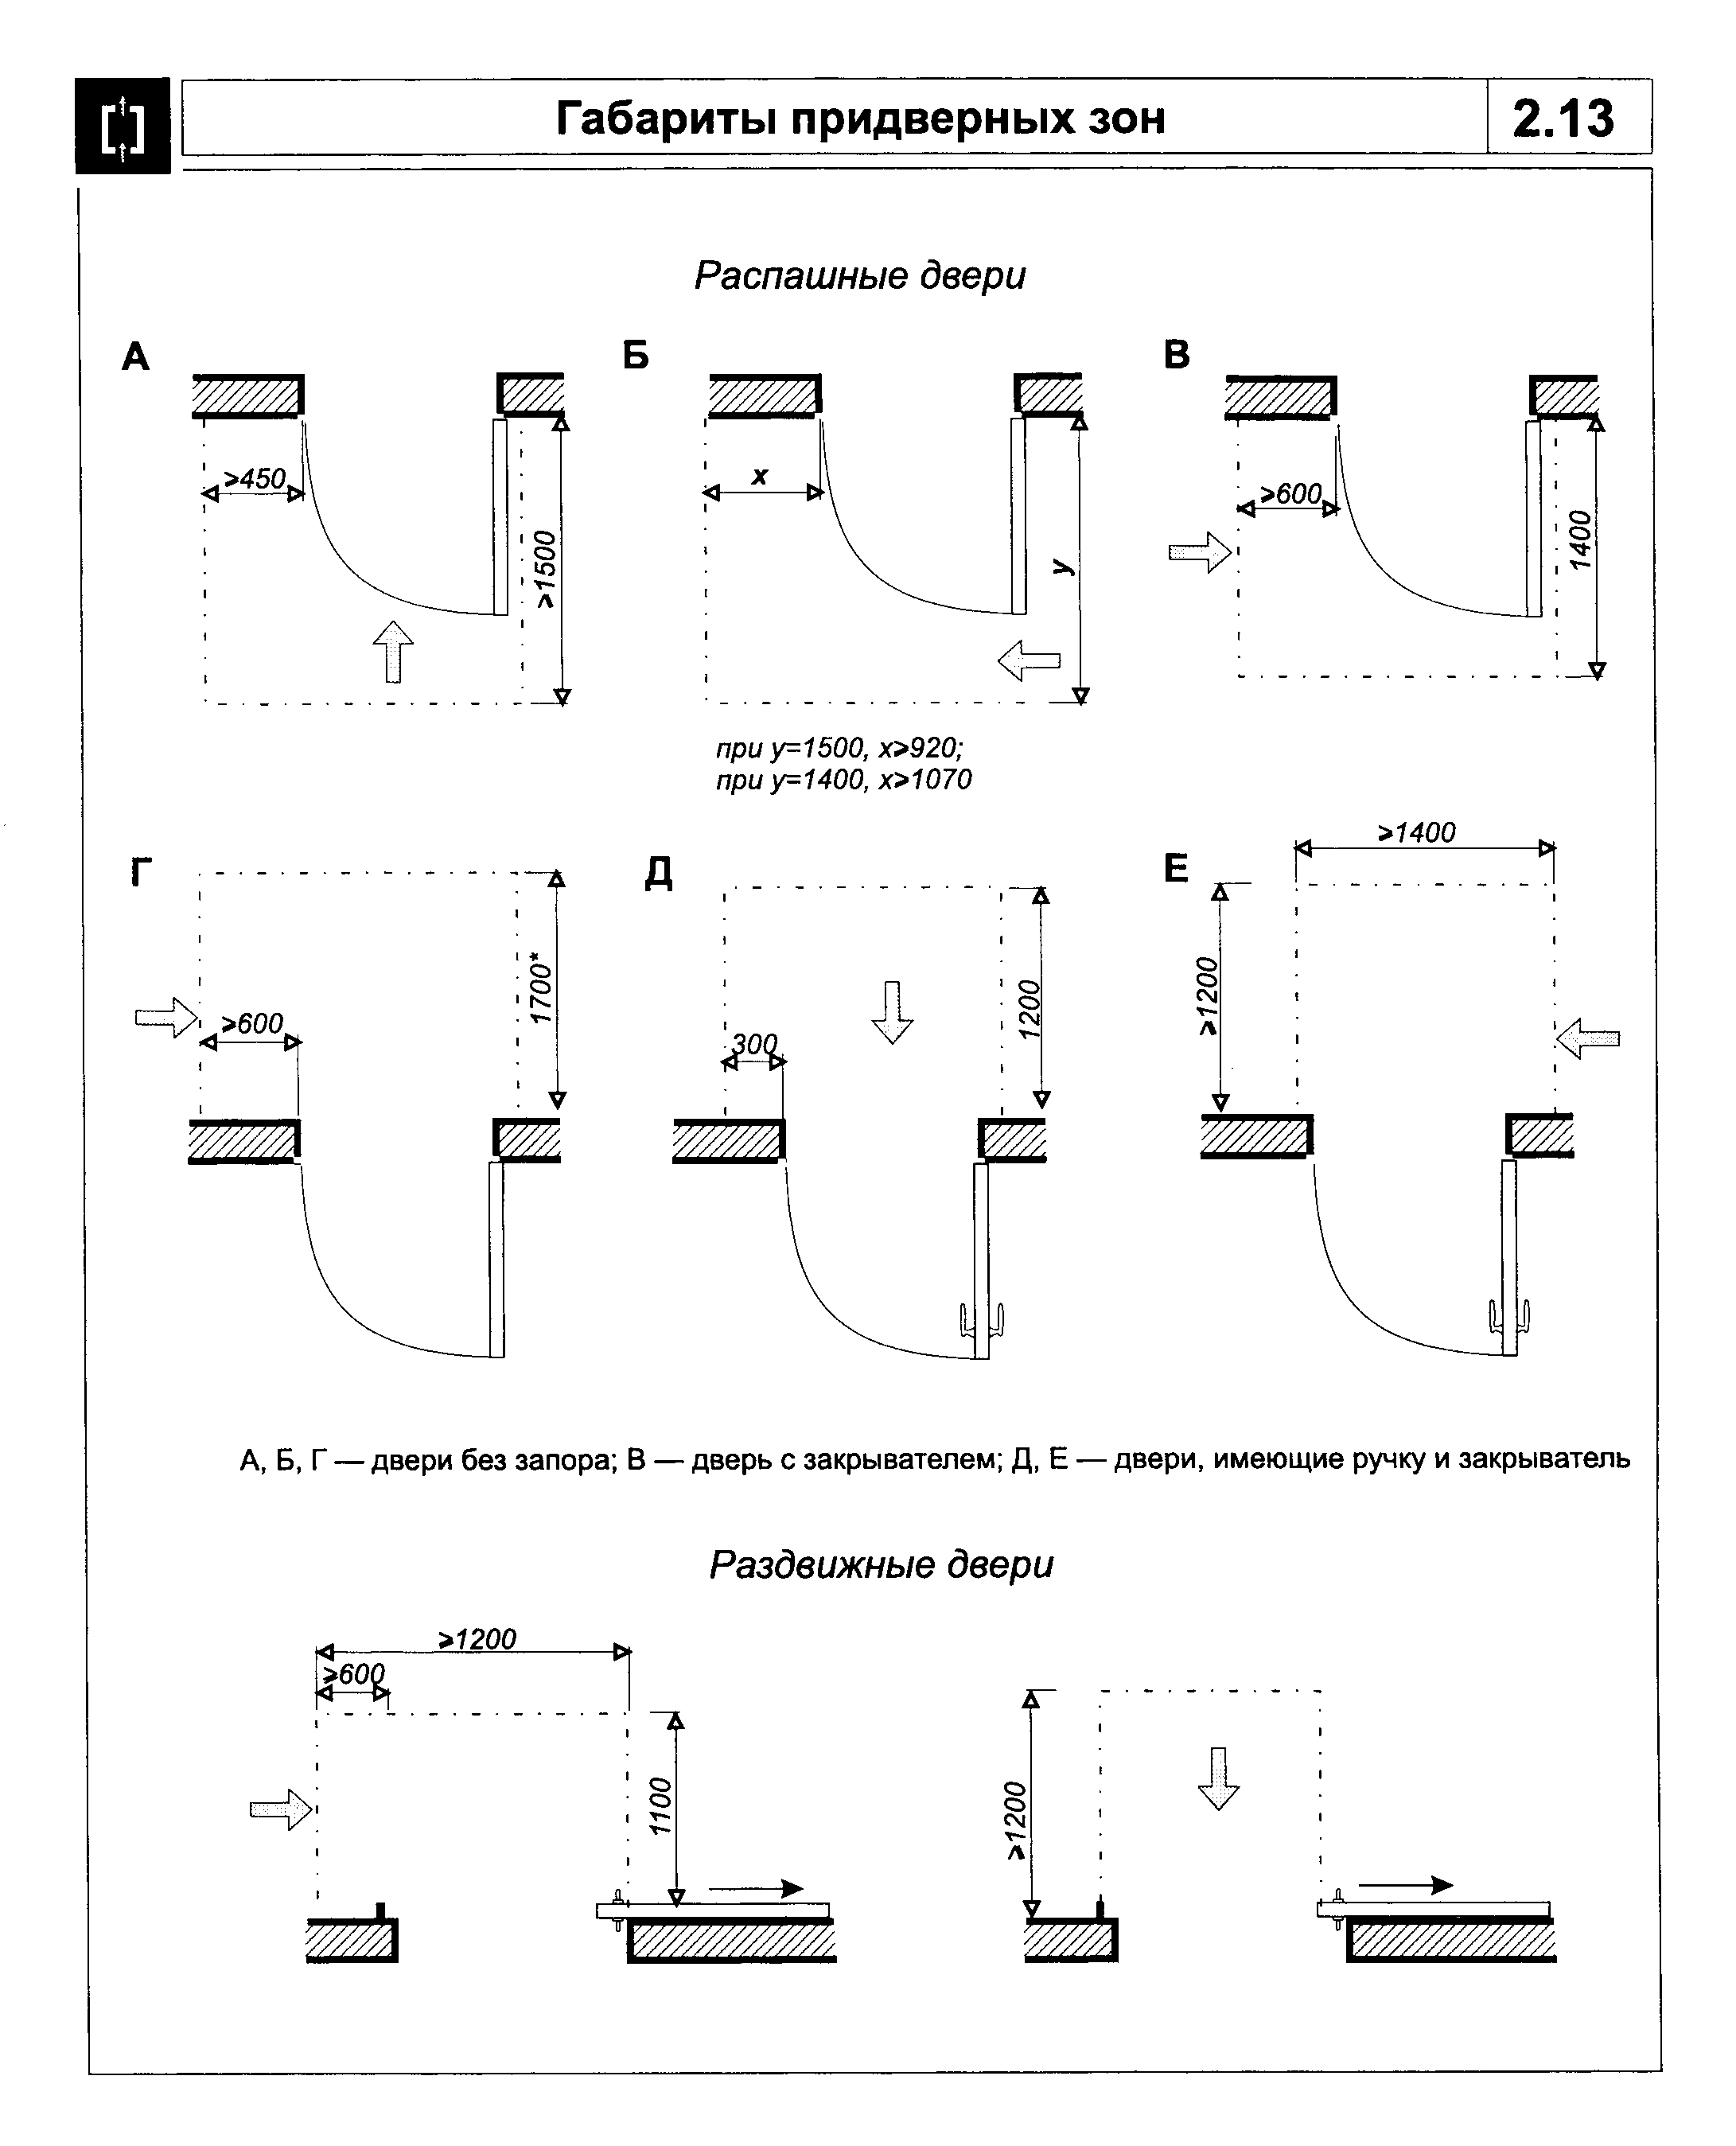 Габариты придверных зон
2.13
Распашные двери
А
Б
В
>450
>1500
х
у
>600
1400
при у=1500, х>920;
при у=1400, х>1070
Г
Д
Е
1700*
>600
300
1200
>1400
>1200
А, Б, Г — двери без запора; В — дверь с закрывателем; Д, Е — двери, имеющие ручку и закрыватель
Раздвижные двери
>1200
>600
1100
>1200